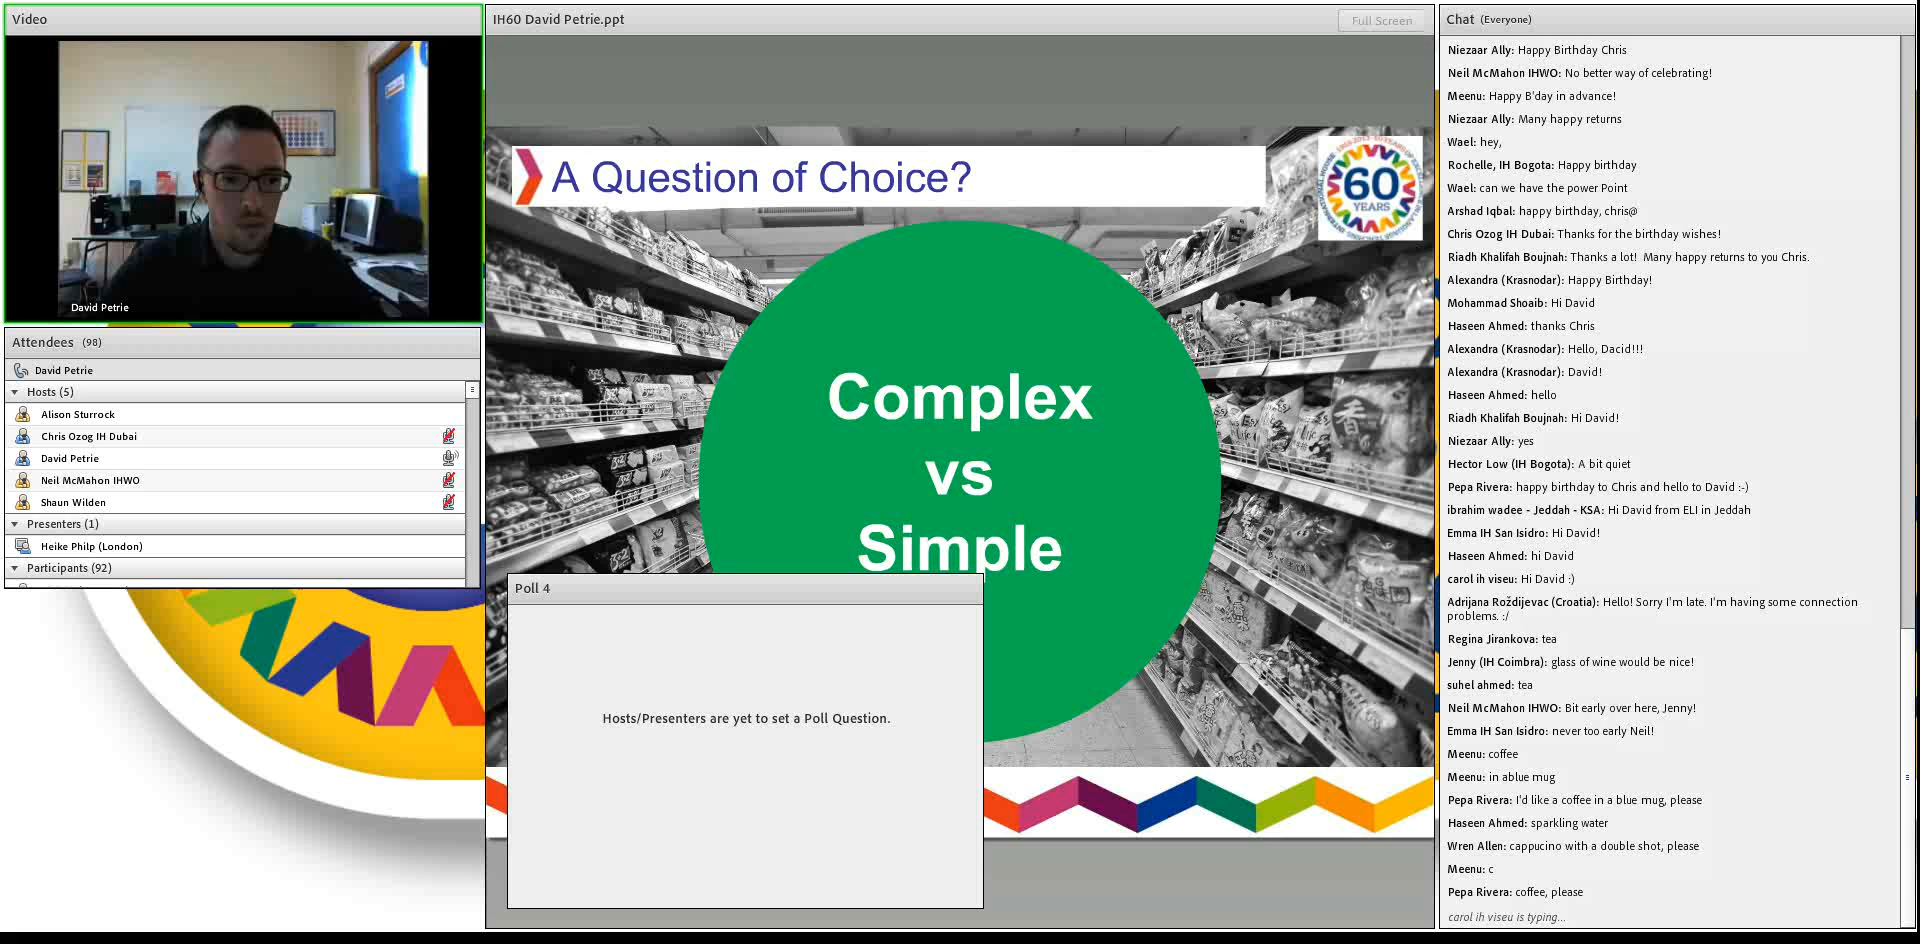 Video
David Petrie
Attendees (98)
David Petrie
Hosts (5)
Alison Sturrock
Chris Ozog IH Dubai
David Petrie
Neil McMahon IHWO
Shaun Wilden
Presenters (1)
Heike Philp (London)
Participants (92)
IH60 David Petrie.ppt
Full Screen
A Question of Choice?
60
YEARS
Complex
vs
Simple
Poll 4
Hosts/Presenters are yet to set a Poll Question.
Chat (Everyone)
Niezaar Ally: Happy Birthday Chris
Neil McMahon IHWO: No better way of celebrating!
Meenu: Happy B'day in advance!
Niezaar Ally: Many happy returns
Wael: hey,
Rochelle, IH Bogota: Happy birthday
Wael: can we have the power Point
Arshad Iqbal: happy birthday, chris@
Chris Ozog IH Dubai: Thanks for the birthday wishes!
Riadh Khalifah Boujnah: Thanks a lot!  Many happy returns to you Chris.
Alexandra (Krasnodar): Happy Birthday!
Mohammad Shoaib: Hi David
Haseen Ahmed: thanks Chris
Alexandra (Krasnodar): Hello, Dacid!!!
Alexandra (Krasnodar): David!
Haseen Ahmed: hello
Riadh Khalifah Boujnah: Hi David!
Niezaar Ally: yes
Hector Low (IH Bogota): A bit quiet
Pepa Rivera: happy birthday to Chris and hello to David :-)
ibrahim wadee - Jeddah - KSA: Hi David from ELI in Jeddah
Emma IH San Isidro: Hi David!
Haseen Ahmed: hi David
carol ih viseu: Hi David :)
Adrijana Roždijevac (Croatia): Hello! Sorry I'm late. I'm having some connection
problems. :/
Regina Jirankova: tea
Jenny (IH Coimbra): glass of wine would be nice!
suhel ahmed: tea
Neil McMahon IHWO: Bit early over here, Jenny!
Emma IH San Isidro: never too early Neil!
Meenu: coffee
Meenu: in ablue mug
Pepa Rivera: I'd like a coffee in a blue mug, please
Haseen Ahmed: sparkling water
Wren Allen: cappucino with a double shot, please
Meenu: c
Pepa Rivera: coffee, please
carol ih viseu is typing...